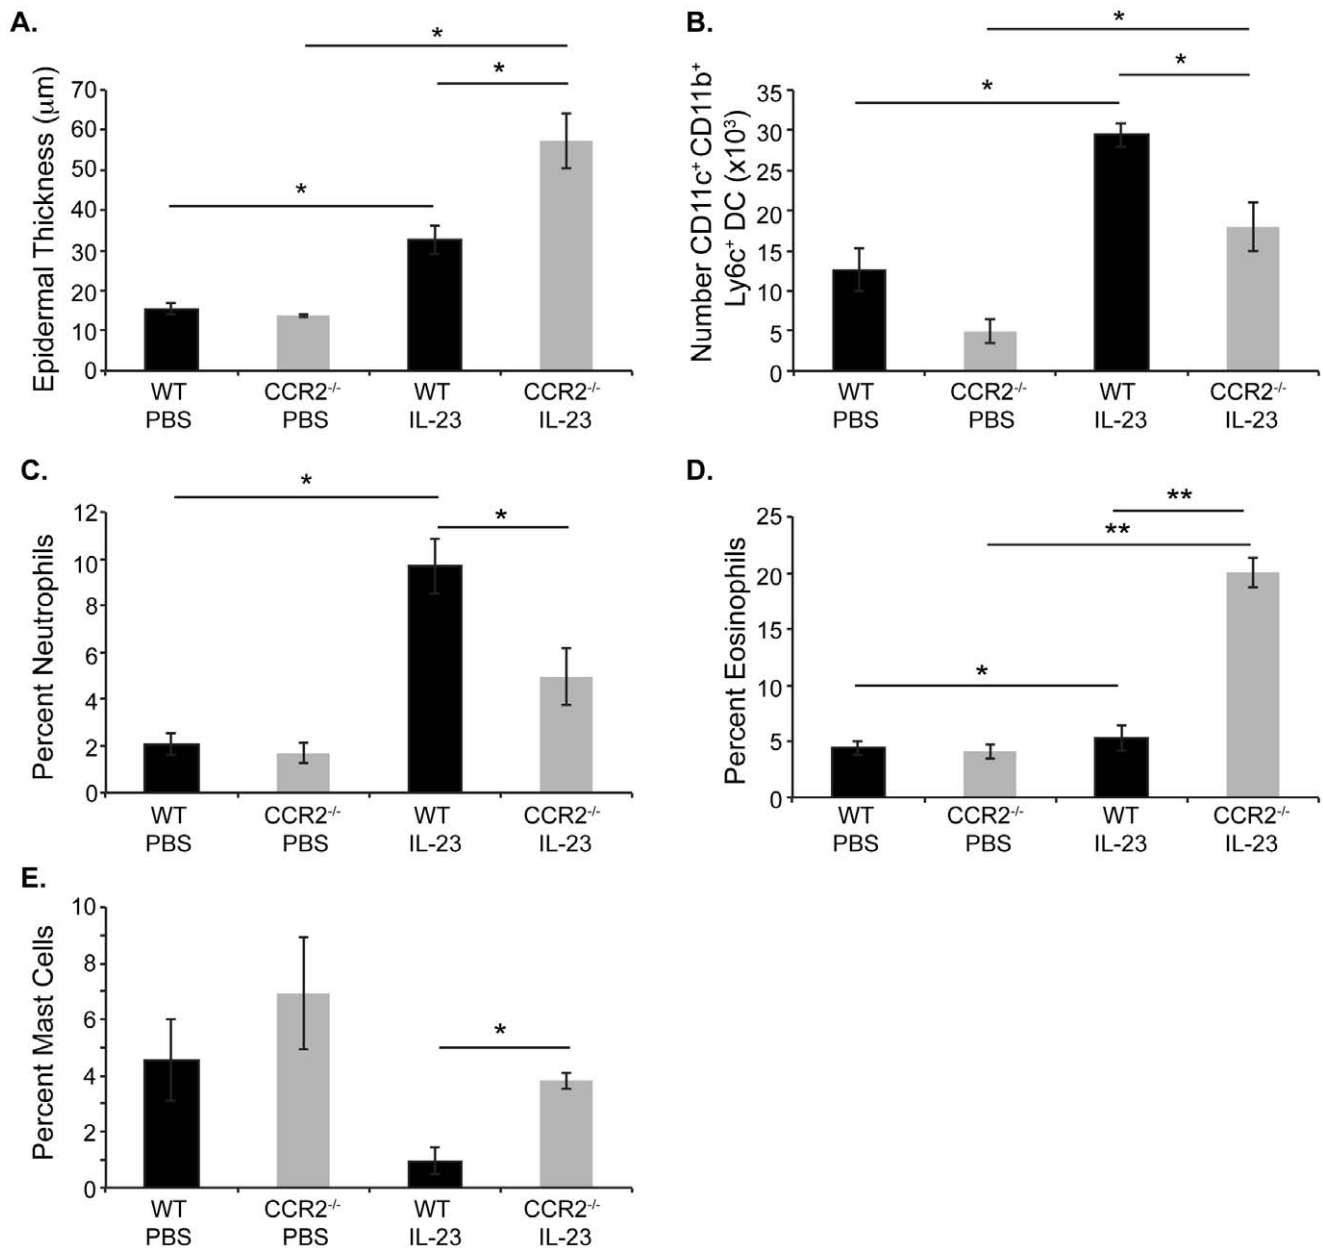 A.
*
*
*
Epidermal Thickness (μm)
70
60
50
40
30
20
10
0
WT CCR2-/- WT CCR2-/-
PBS PBS IL-23 IL-23
B.
*
*
*
Number CD11c+ CD11b+
Ly6c+ DC (x10³)
35
30
25
20
15
10
5
0
WT CCR2-/- WT CCR2-/-
PBS PBS IL-23 IL-23
C.
*
*
Percent Neutrophils
12
10
8
6
4
2
0
WT CCR2-/- WT CCR2-/-
PBS PBS IL-23 IL-23
D.
**
**
*
Percent Eosinophils
25
20
15
10
5
0
WT CCR2-/- WT CCR2-/-
PBS PBS IL-23 IL-23
E.
*
Percent Mast Cells
10
8
6
4
2
0
WT CCR2-/- WT CCR2-/-
PBS PBS IL-23 IL-23